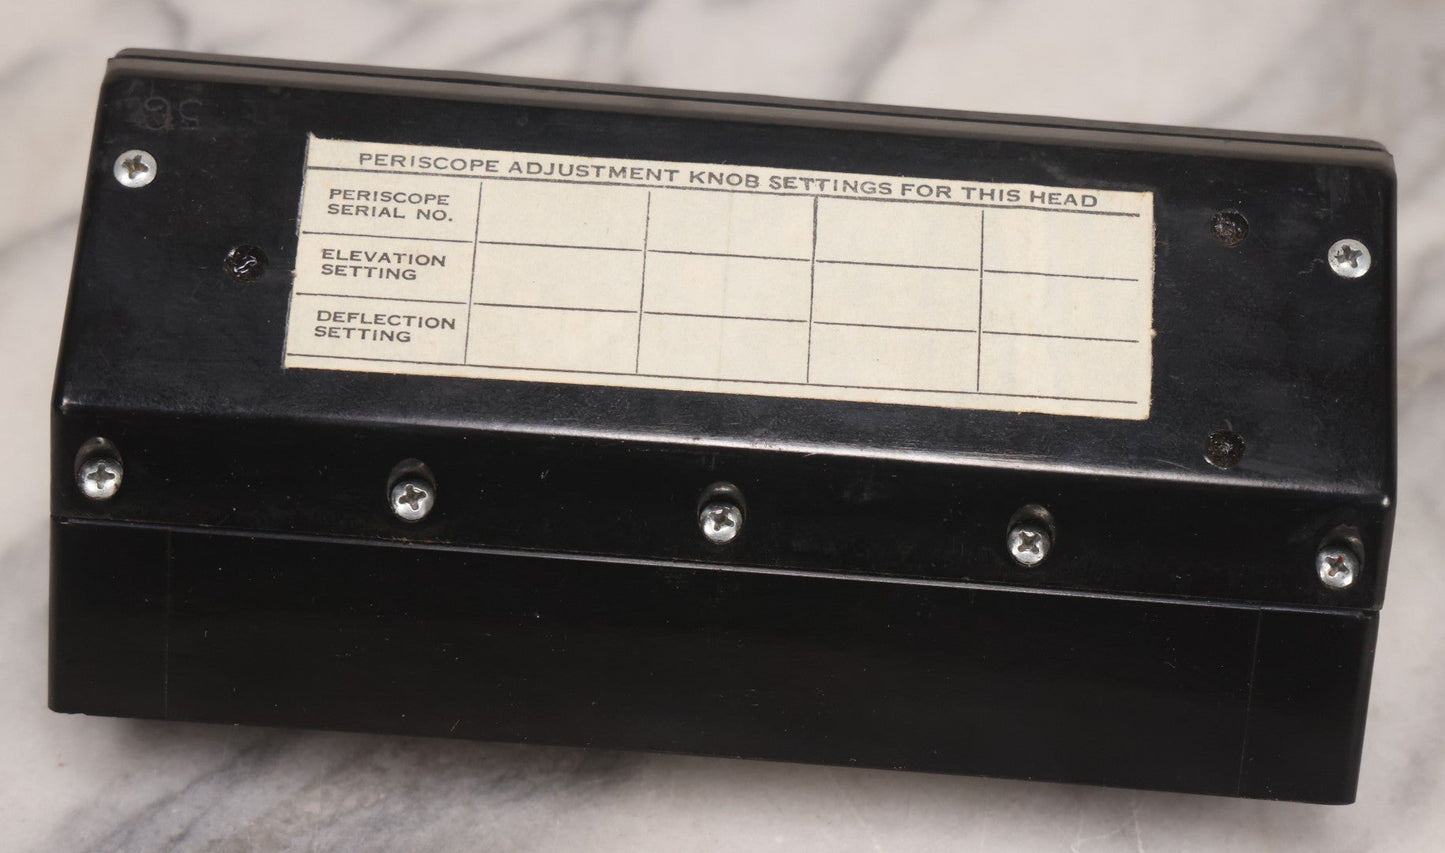 PERISCOPE ADJUSTMENT KNOB SETTINGS FOR THIS HEAD
PERISCOPE
SERIAL NO.
ELEVATION
SETTING
DEFLECTION
SETTING